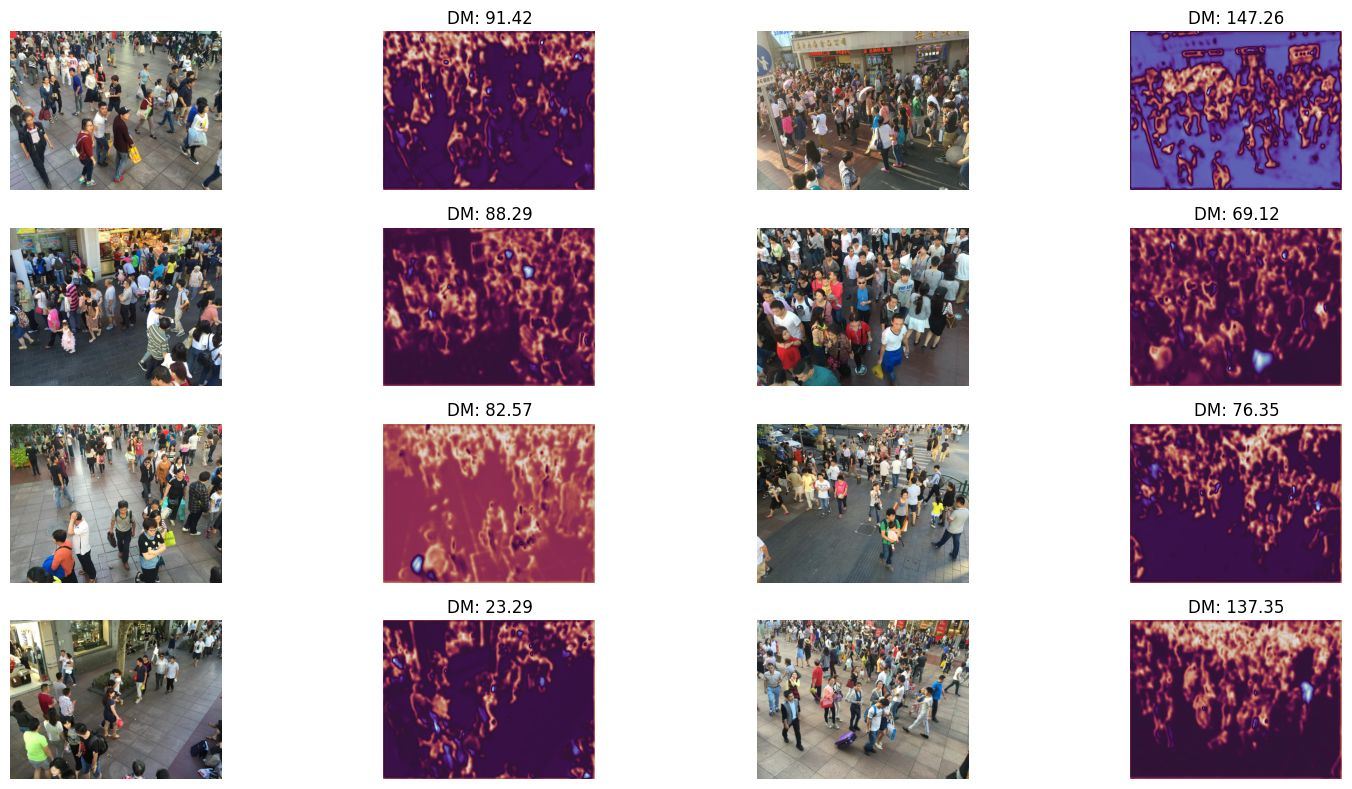 DM: 91.42
DM: 147.26
DM: 88.29
DM: 69.12
DM: 82.57
DM: 76.35
DM: 23.29
DM: 137.35